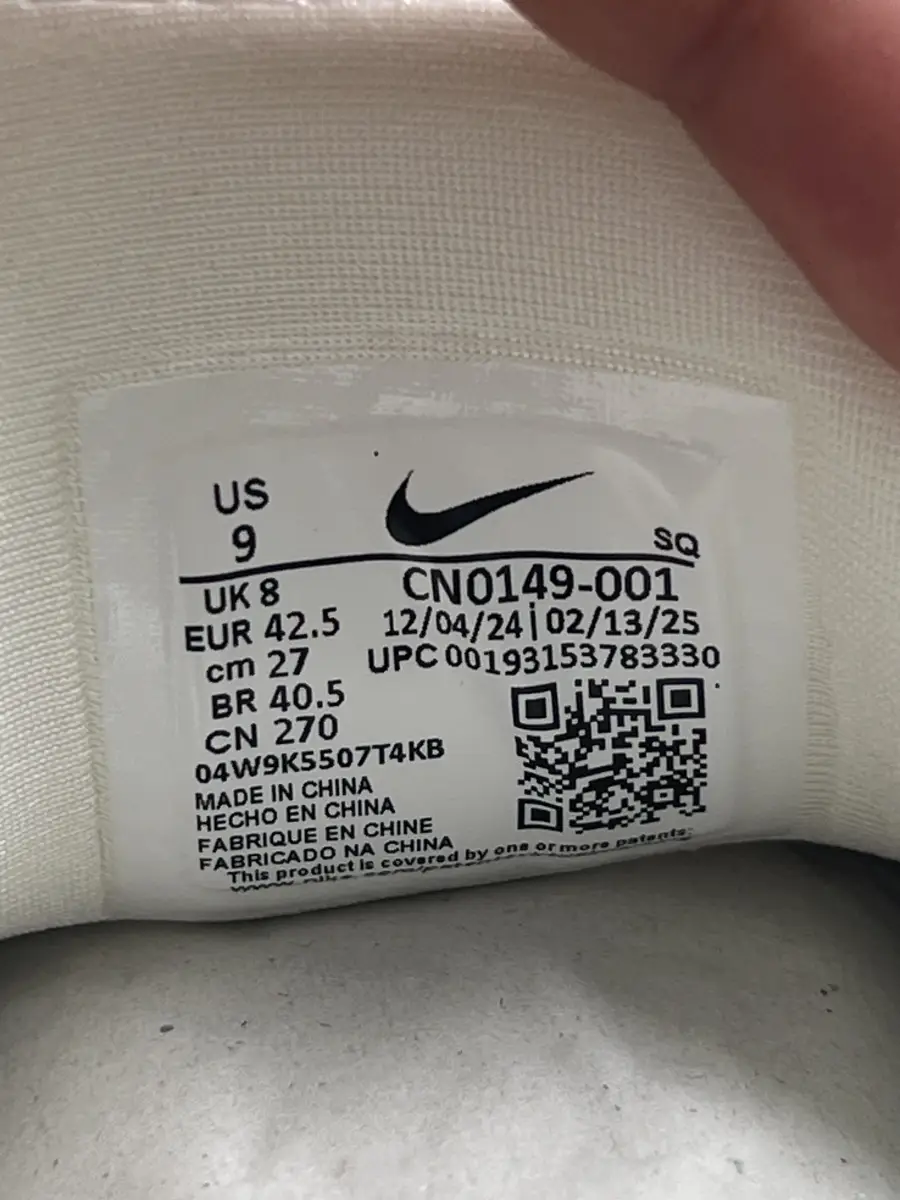 US
9
SQ
UK 8
CN0149-001
EUR 42.5
12/04/24|02/13/25
cm 27
UPC 00193153783330
BR 40.5
CN 270
04W9K5507T4KB
MADE IN CHINA
HECHO EN CHINA
FABRIQUE EN CHINE
FABRICADO NA CHINA
This product is covered by one or more patents: